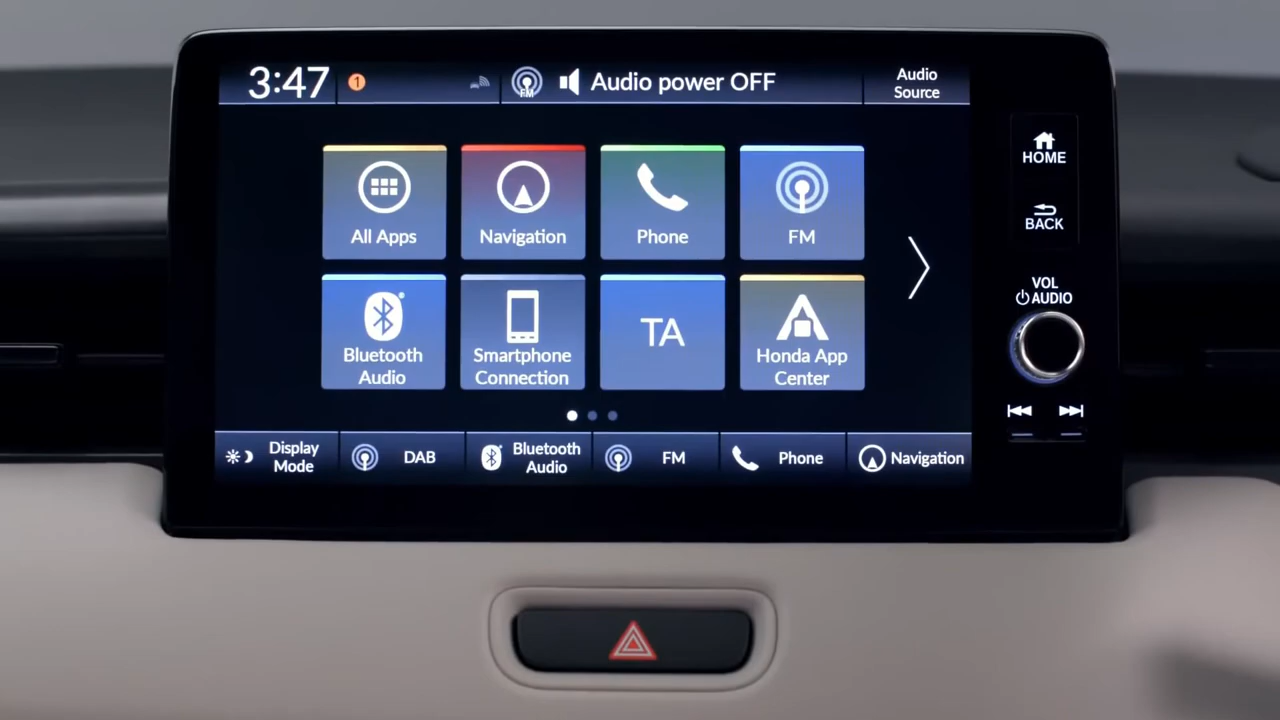 3:47
1
FM
Audio power OFF
Audio
Source
HOME
BACK
All Apps
Navigation
Phone
FM
VOL
AUDIO
Bluetooth
Audio
Smartphone
Connection
TA
Honda App
Center
Display
Mode
DAB
Bluetooth
Audio
FM
Phone
Navigation